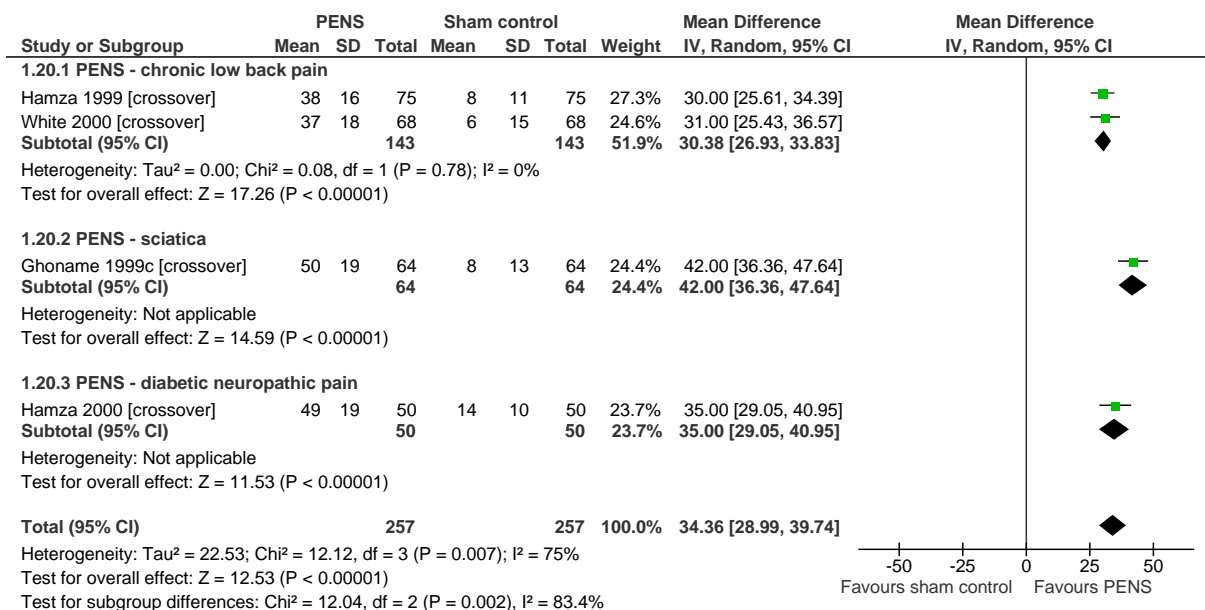 PENS Sham control Mean Difference Mean Difference
Study or Subgroup Mean SD Total Mean SD Total Weight IV, Random, 95% CI IV, Random, 95% CI
1.20.1 PENS - chronic low back pain
Hamza 1999 [crossover] 38 16 75 8 11 75 27.3% 30.00 [25.61, 34.39]
White 2000 [crossover] 37 18 68 6 15 68 24.6% 31.00 [25.43, 36.57]
Subtotal (95% CI) 143 143 51.9% 30.38 [26.93, 33.83]
Heterogeneity: Tau² = 0.00; Chi² = 0.08, df = 1 (P = 0.78); I² = 0%
Test for overall effect: Z = 17.26 (P < 0.00001)
1.20.2 PENS - sciatica
Ghoname 1999c [crossover] 50 19 64 8 13 64 24.4% 42.00 [36.36, 47.64]
Subtotal (95% CI) 64 64 24.4% 42.00 [36.36, 47.64]
Heterogeneity: Not applicable
Test for overall effect: Z = 14.59 (P < 0.00001)
1.20.3 PENS - diabetic neuropathic pain
Hamza 2000 [crossover] 49 19 50 14 10 50 23.7% 35.00 [29.05, 40.95]
Subtotal (95% CI) 50 50 23.7% 35.00 [29.05, 40.95]
Heterogeneity: Not applicable
Test for overall effect: Z = 11.53 (P < 0.00001)
Total (95% CI) 257 257 100.0% 34.36 [28.99, 39.74]
Heterogeneity: Tau² = 22.53; Chi² = 12.12, df = 3 (P = 0.007); I² = 75%
Test for overall effect: Z = 12.53 (P < 0.00001)
Test for subgroup differences: Chi² = 12.04, df = 2 (P = 0.002), I² = 83.4%
-50 -25 0 25 50
Favours sham control Favours PENS